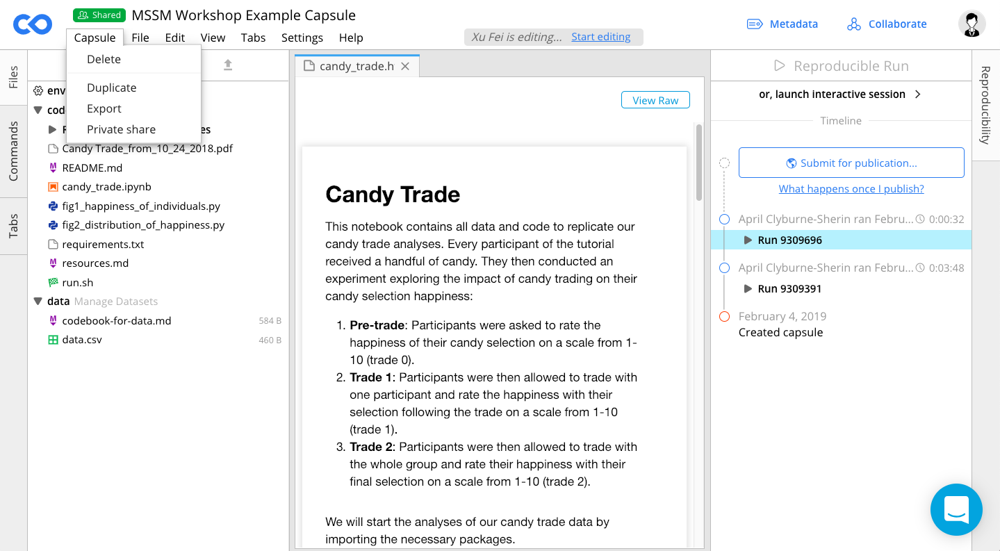 Shared
MSSM Workshop Example Capsule
Capsule File Edit View Tabs Settings Help
Xu Fei is editing... Start editing
Metadata
Collaborate
Delete
Duplicate
Export
Private share
Files
Commands
Tabs
env
cod
R
es
Candy Trade_from_10_24_2018.pdf
README.md
candy_trade.ipynb
fig1_happiness_of_individuals.py
fig2_distribution_of_happiness.py
requirements.txt
resources.md
run.sh
data Manage Datasets
codebook-for-data.md 584 B
data.csv 460 B
candy_trade.h
View Raw
Candy Trade
This notebook contains all data and code to replicate our
candy trade analyses. Every participant of the tutorial
received a handful of candy. They then conducted an
experiment exploring the impact of candy trading on their
candy selection happiness:
1. Pre-trade: Participants were asked to rate the
happiness of their candy selection on a scale from 1-
10 (trade 0).
2. Trade 1: Participants were then allowed to trade with
one participant and rate the happiness with their
selection following the trade on a scale from 1-10
(trade 1).
3. Trade 2: Participants were then allowed to trade with
the whole group and rate their happiness with their
final selection on a scale from 1-10 (trade 2).
We will start the analyses of our candy trade data by
importing the necessary packages.
Reproducible Run
or, launch interactive session
Timeline
Submit for publication...
What happens once I publish?
April Clyburne-Sherin ran Febru... 0:00:32
Run 9309696
April Clyburne-Sherin ran Febru... 0:03:48
Run 9309391
February 4, 2019
Created capsule
Reproducibility